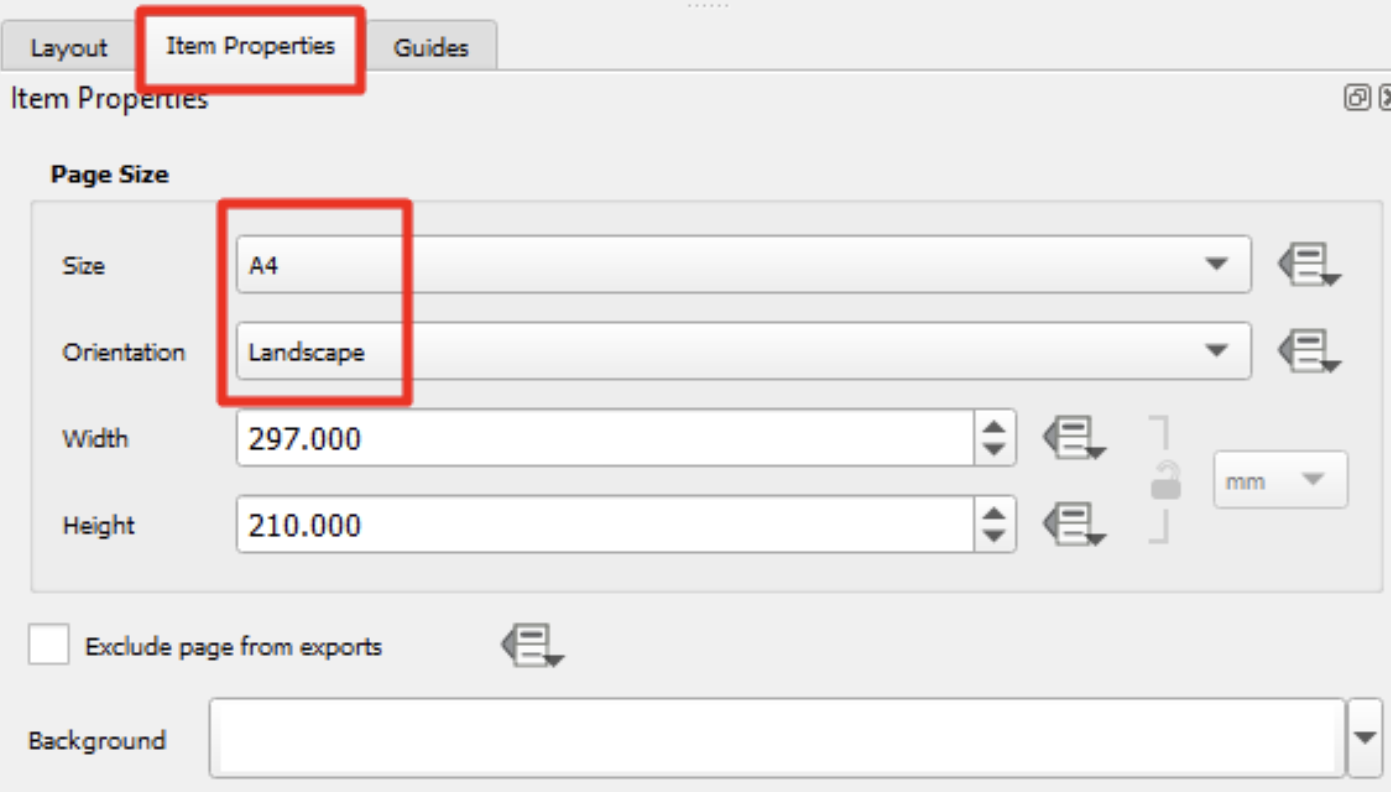 Layout Item Properties Guides
Item Properties
Page Size
Size A4
Orientation Landscape
Width 297.000
mm
Height 210.000
Exclude page from exports
Background